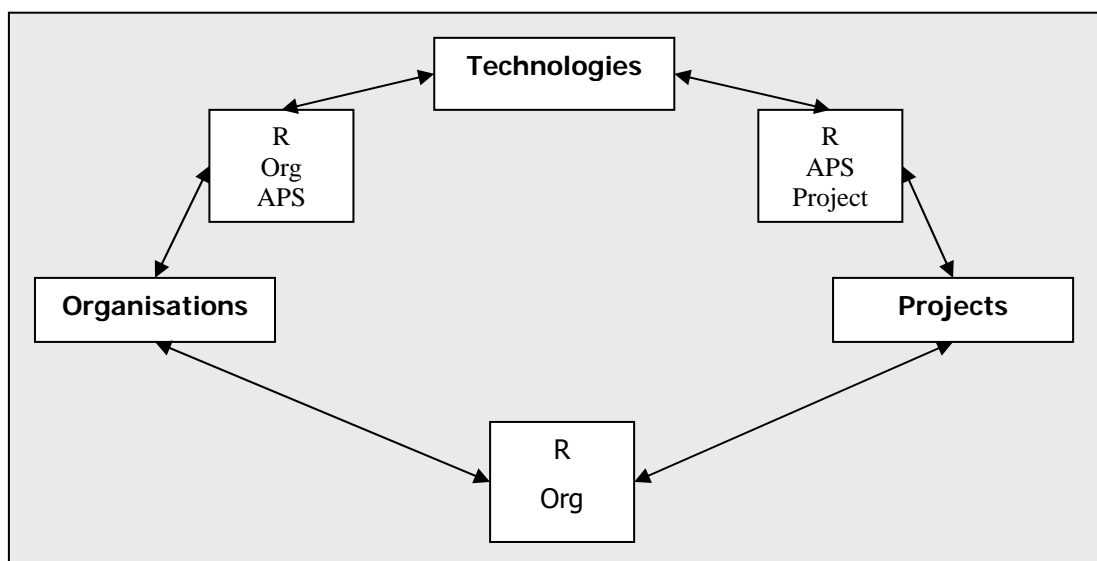 Technologies
R
Org
APS
R
APS
Project
Organisations
Projects
R
Org